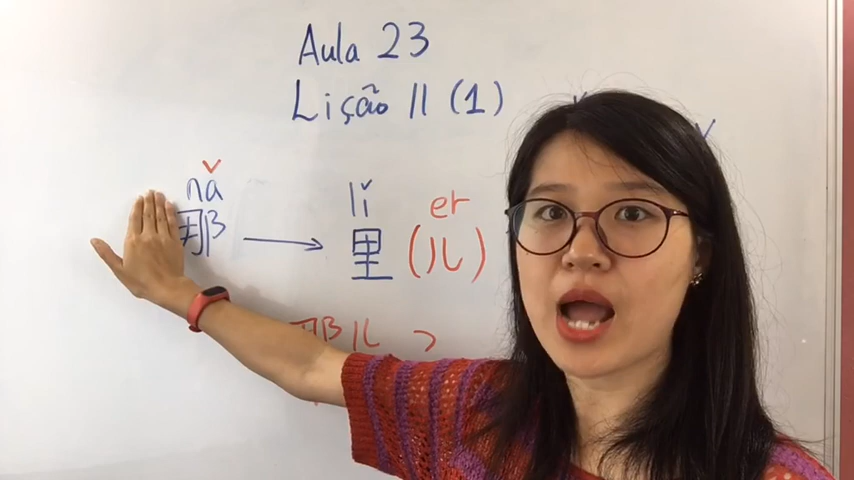 Aula 23
Lição 11 (1)
nǎ lǐ er
那 → 里 (儿)